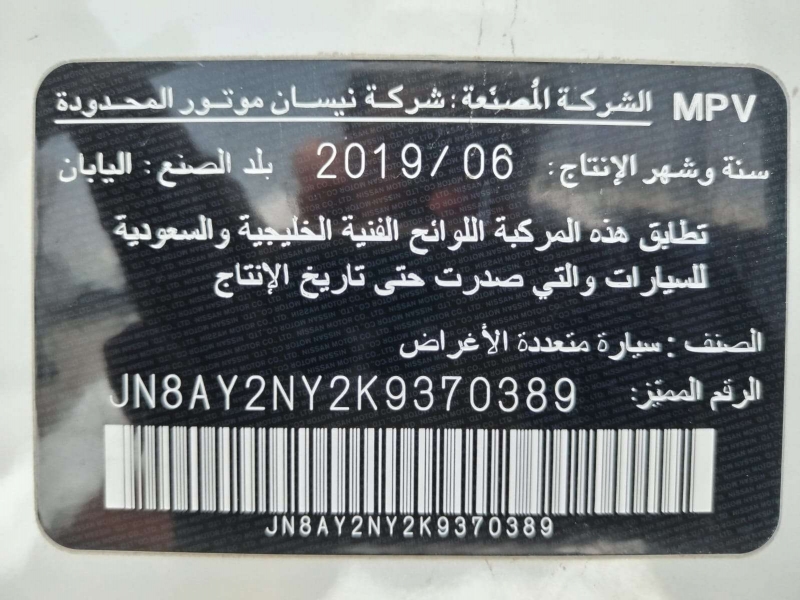 MPV الشركة المُصنّعة : شركة نيسان موتور المحدودة
سنة وشهر الإنتاج: 2019/06 بلد الصنع : اليابان
تطابق هذه المركبة اللوائح الفنية الخليجية والسعودية
للسيارات والتي صدرت حتى تاريخ الإنتاج
الصنف : سيارة متعددة الأغراض
الرقم المميّز: JN8AY2NY2K9370389
JN8AY2NY2K9370389